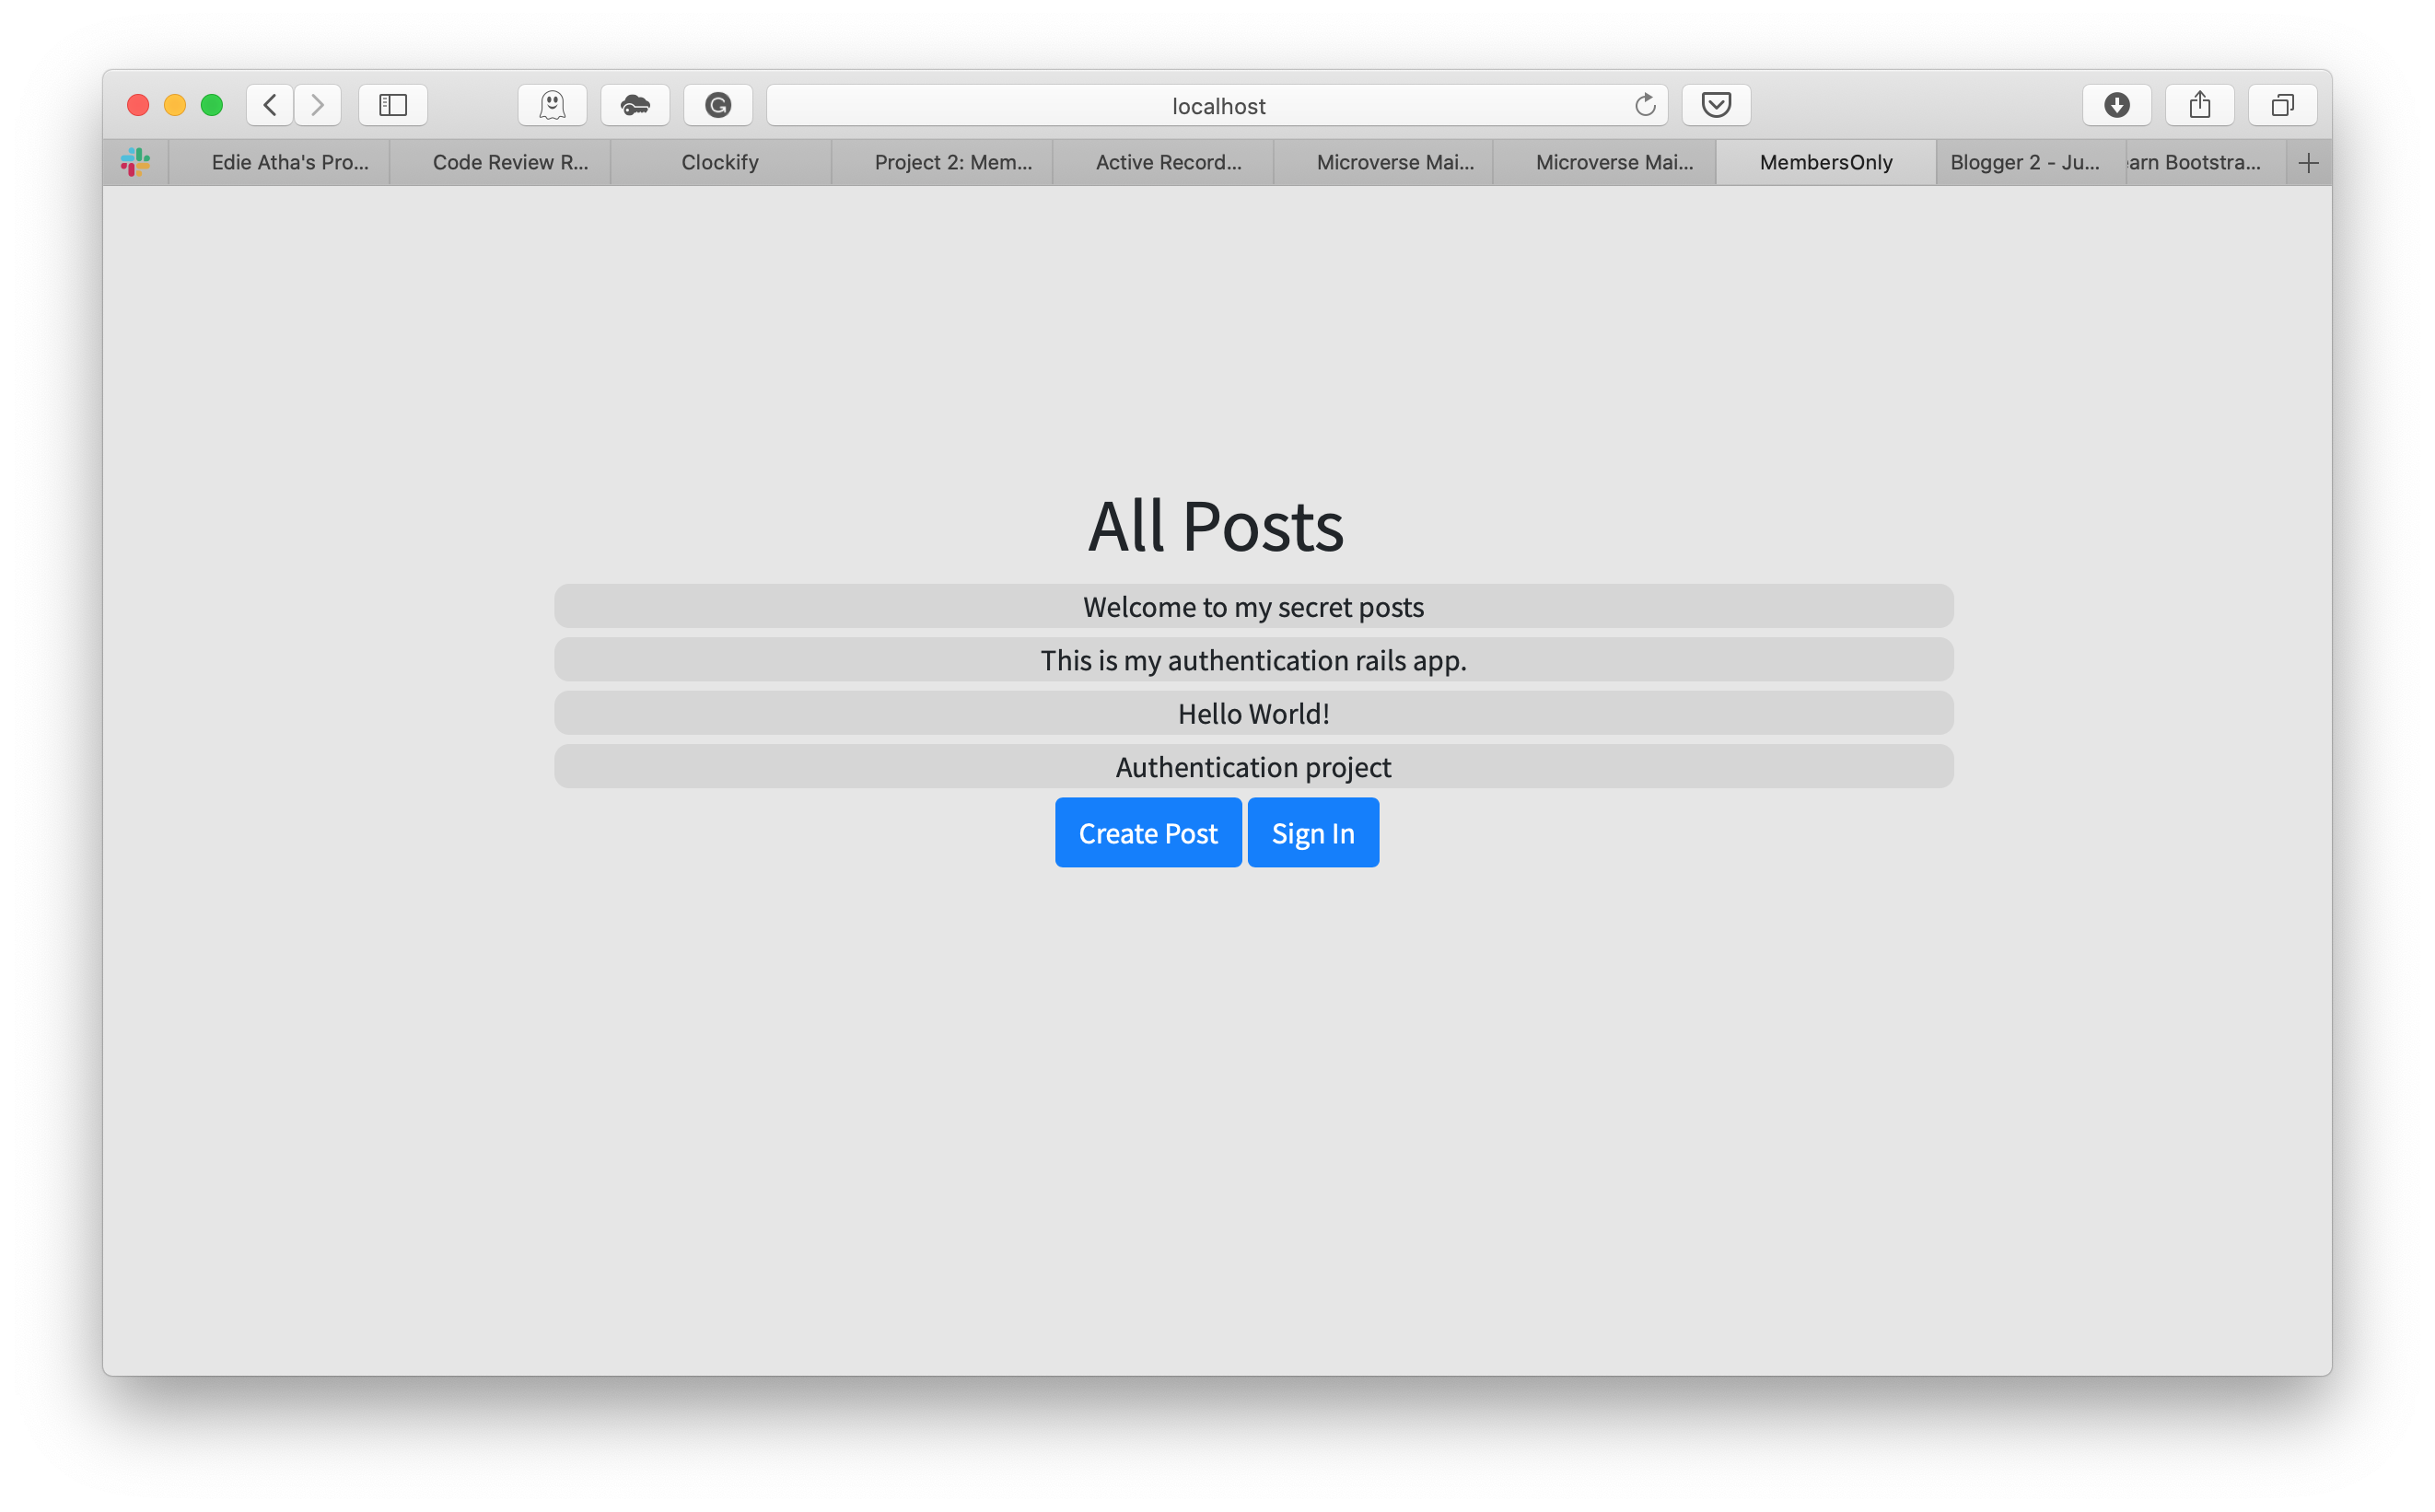 localhost
Edie Atha's Pro... Code Review R... Clockify Project 2: Mem... Active Record... Microverse Mai... Microverse Mai... MembersOnly Blogger 2 - Ju... arn Bootstra...
All Posts
Welcome to my secret posts
This is my authentication rails app.
Hello World!
Authentication project
Create Post Sign In